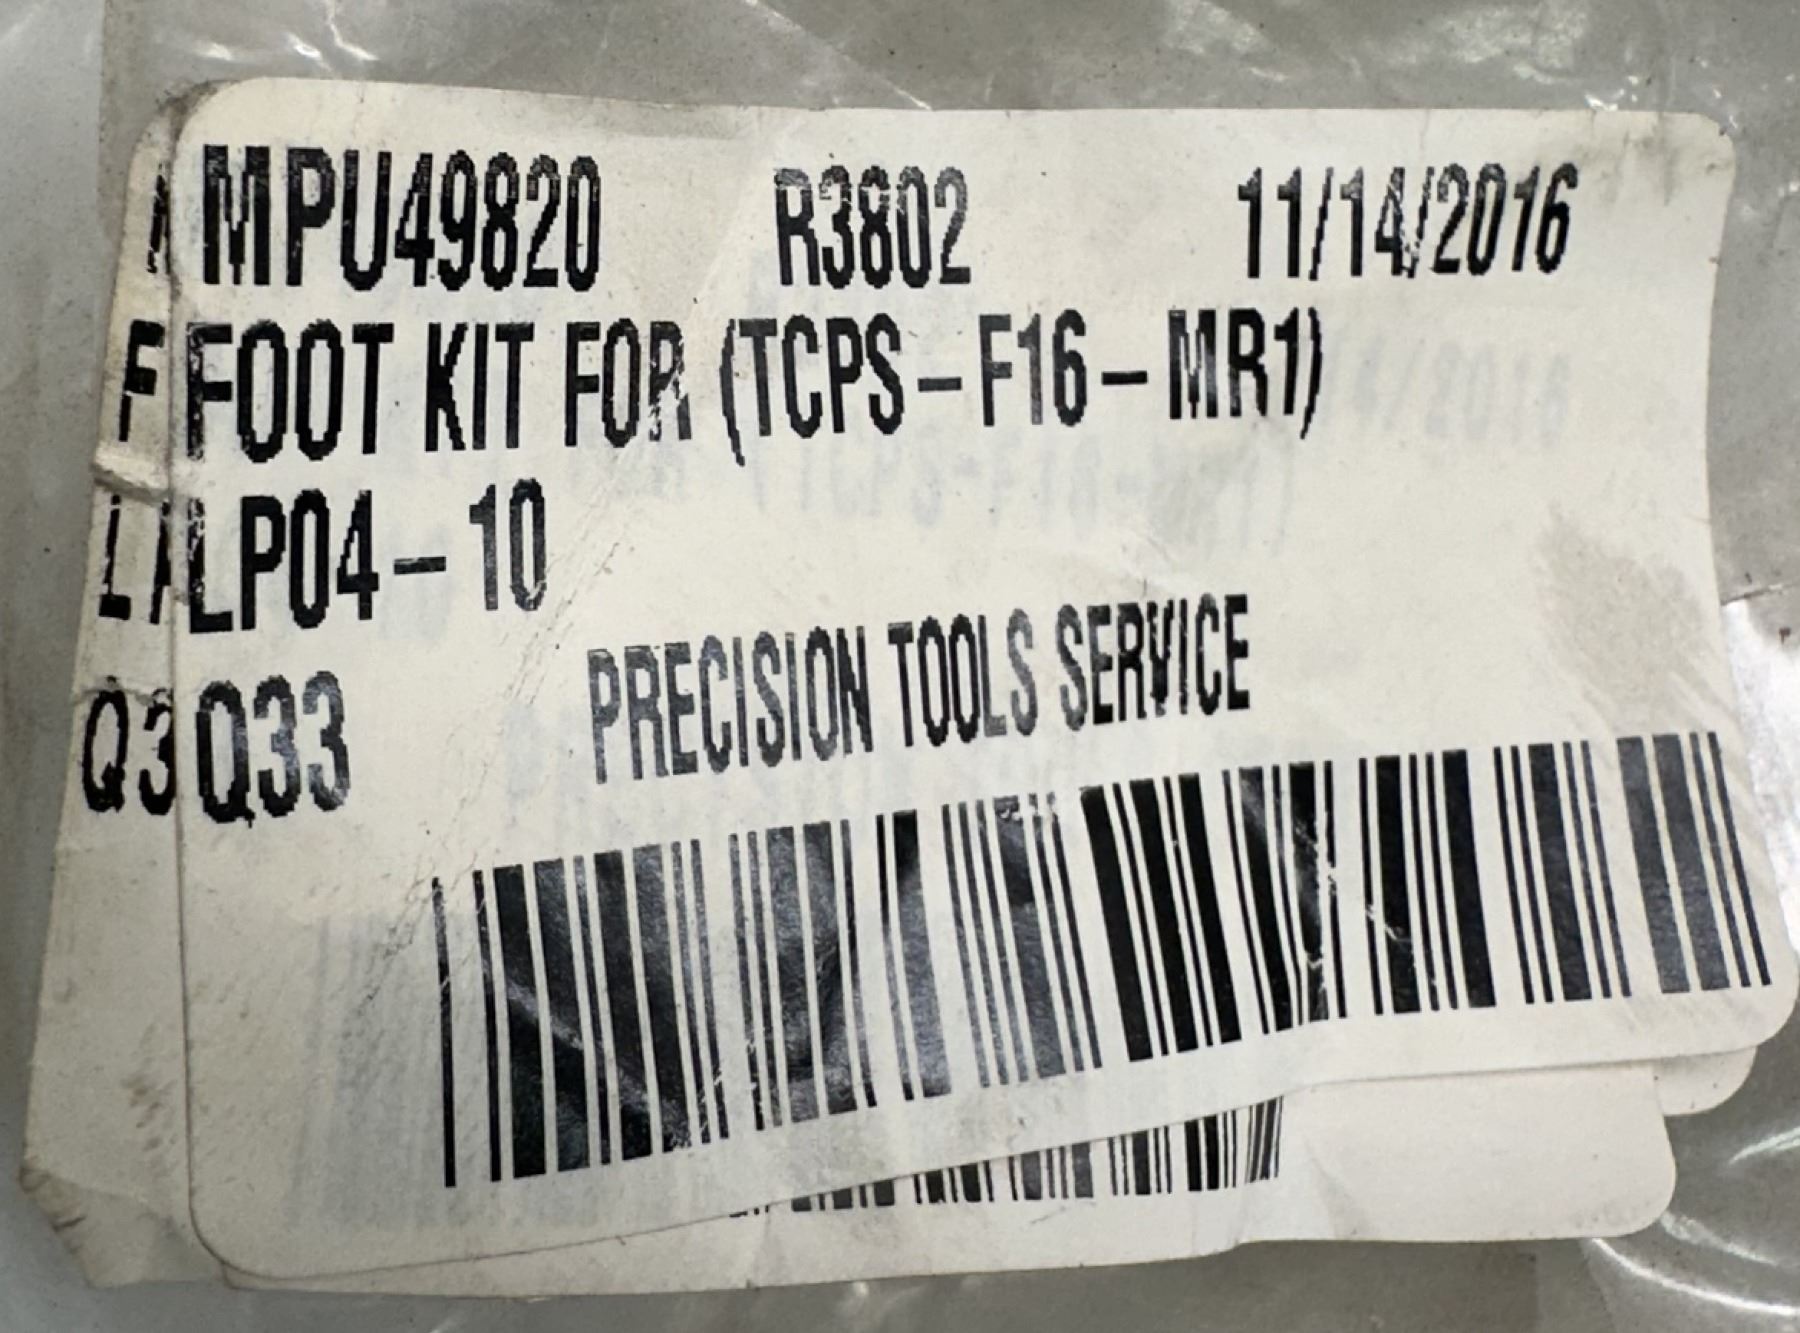 MPU49820 R3802 11/14/2016
FOOT KIT FOR (TCPS-F16-MR1)
LP04-10
Q33 PRECISION TOOLS SERVICE